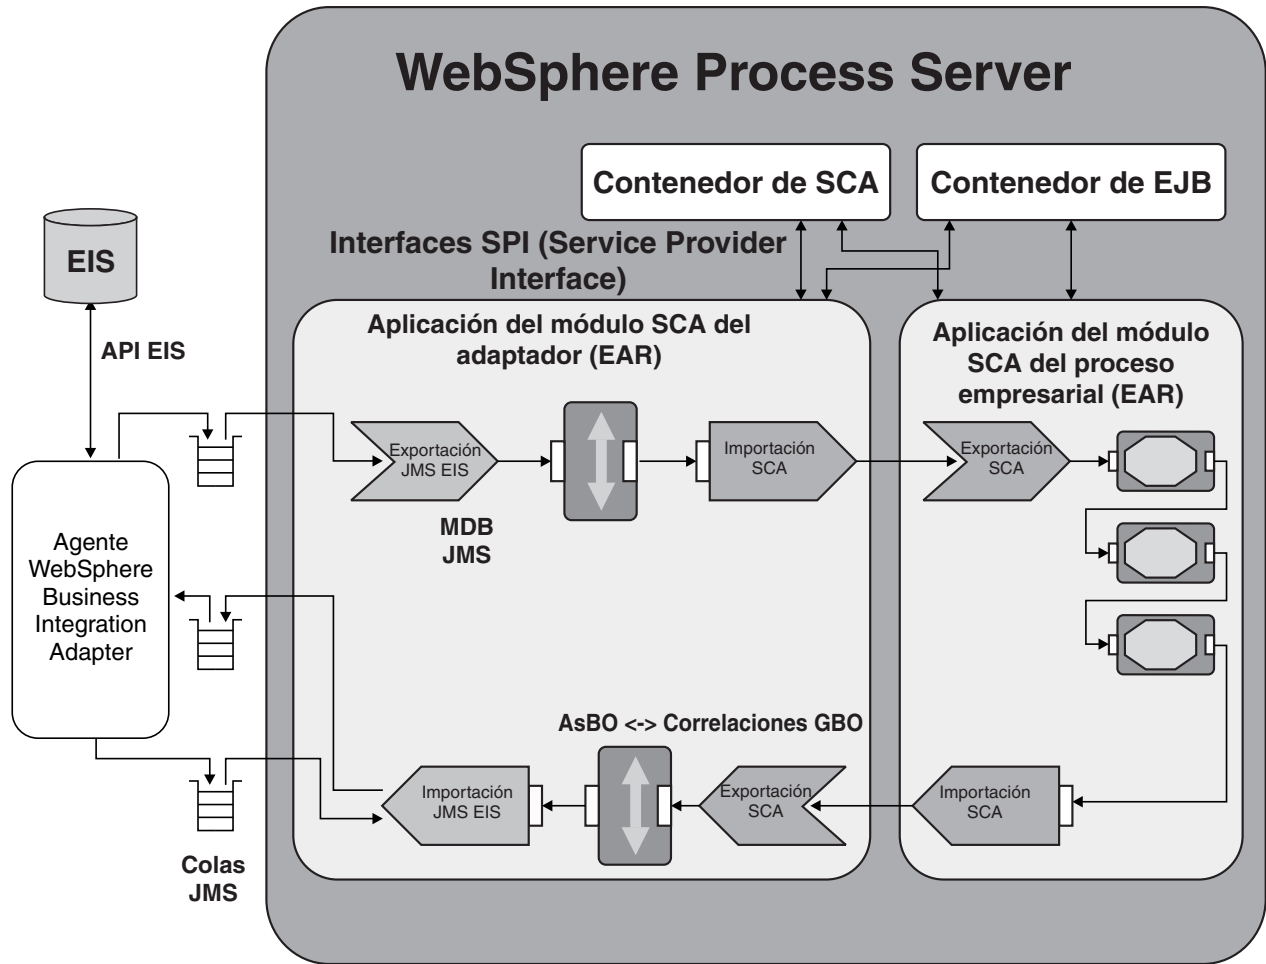 WebSphere Process Server
Contenedor de SCA
Contenedor de EJB
Interfaces SPI (Service Provider
Interface)
EIS
API EIS
Aplicación del módulo SCA del
adaptador (EAR)
Aplicación del módulo
SCA del proceso
empresarial (EAR)
Exportación
JMS EIS
Importación
SCA
Exportación
SCA
MDB
JMS
Agente
WebSphere
Business
Integration
Adapter
AsBO <-> Correlaciones GBO
Importación
JMS EIS
Exportación
SCA
Importación
SCA
Colas
JMS